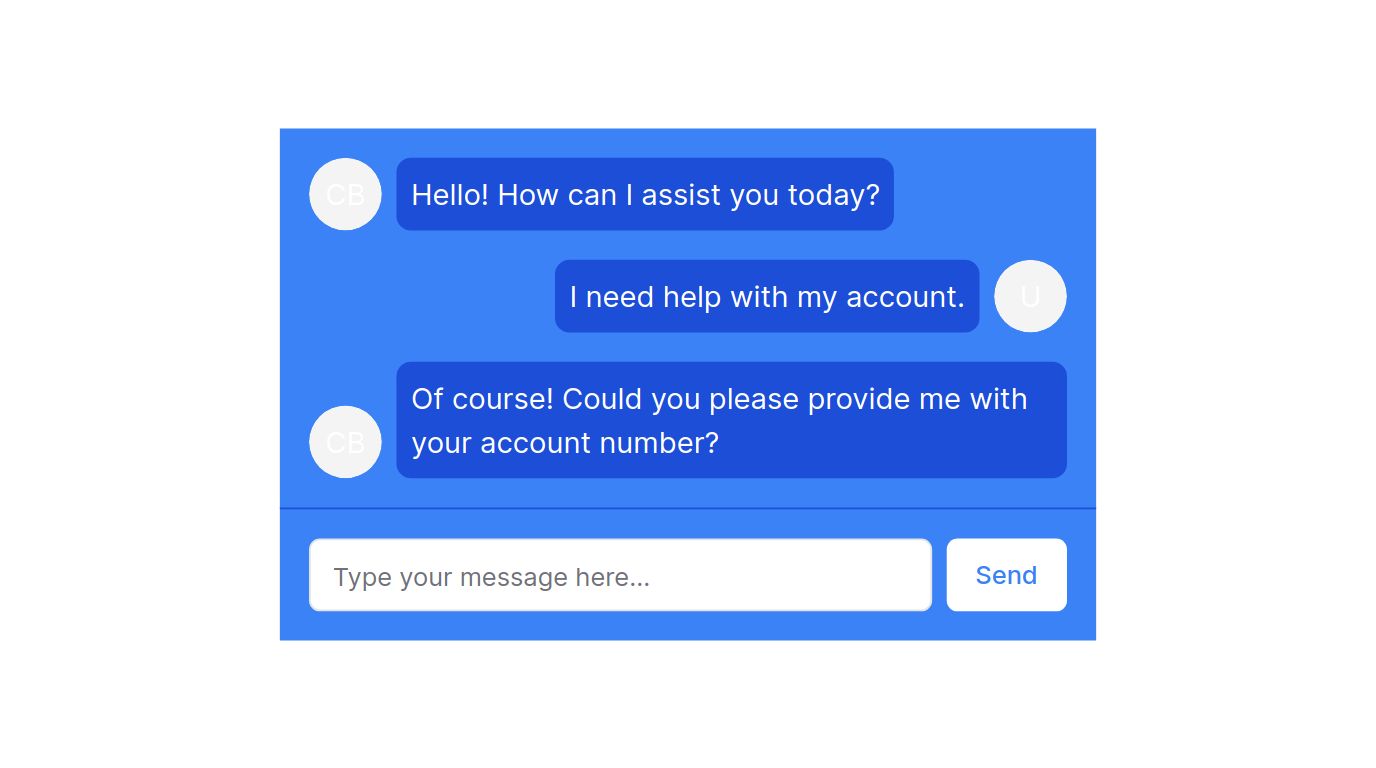 CB
Hello! How can I assist you today?
I need help with my account.
U
Of course! Could you please provide me with
your account number?
CB
Type your message here...
Send